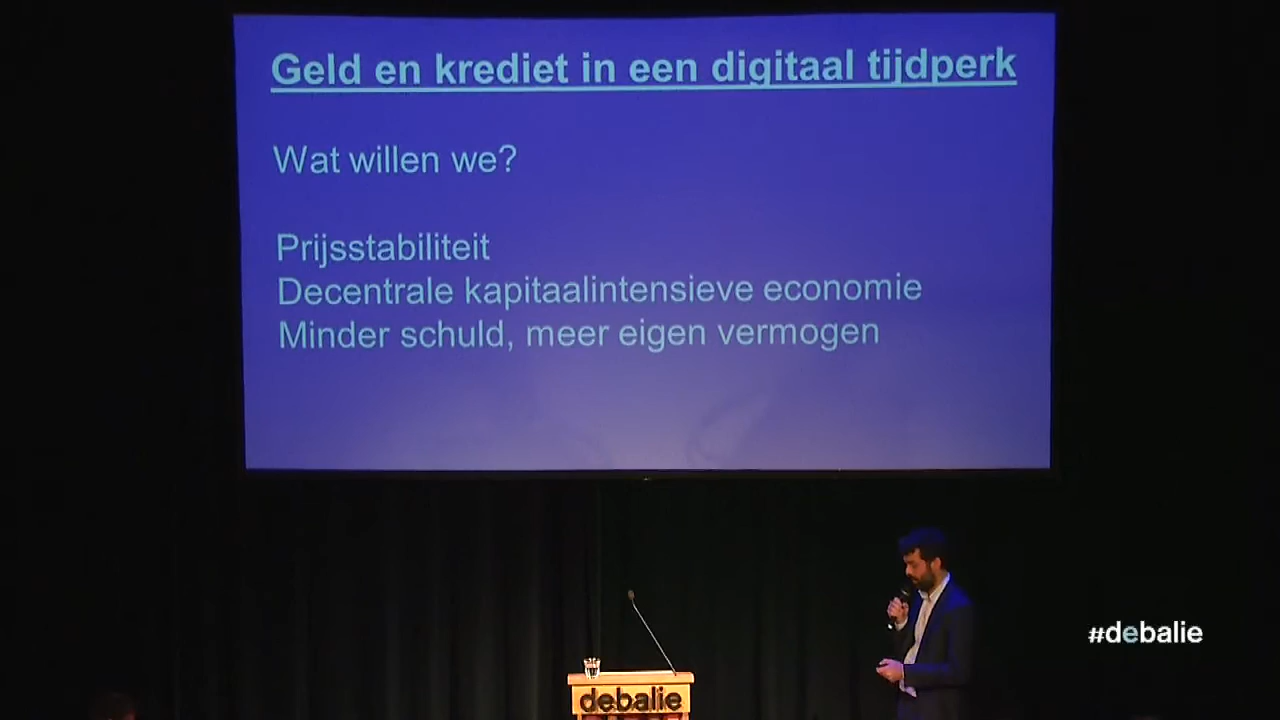 Geld en krediet in een digitaal tijdperk
Wat willen we?
Prijsstabiliteit
Decentrale kapitaalintensieve economie
Minder schuld, meer eigen vermogen
#debalie
debalie